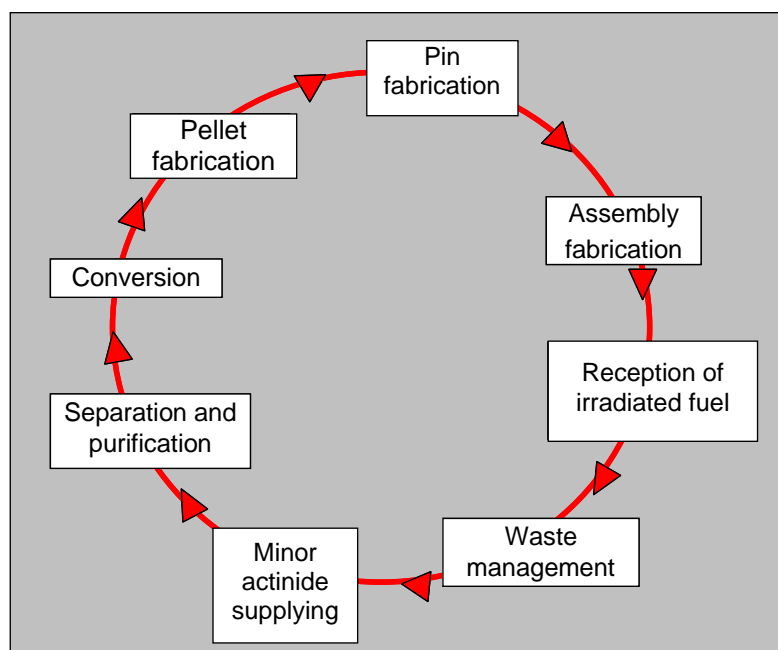 Pin
fabrication
Pellet
fabrication
Assembly
fabrication
Conversion
Reception of
irradiated fuel
Separation and
purification
Waste
management
Minor
actinide
supplying